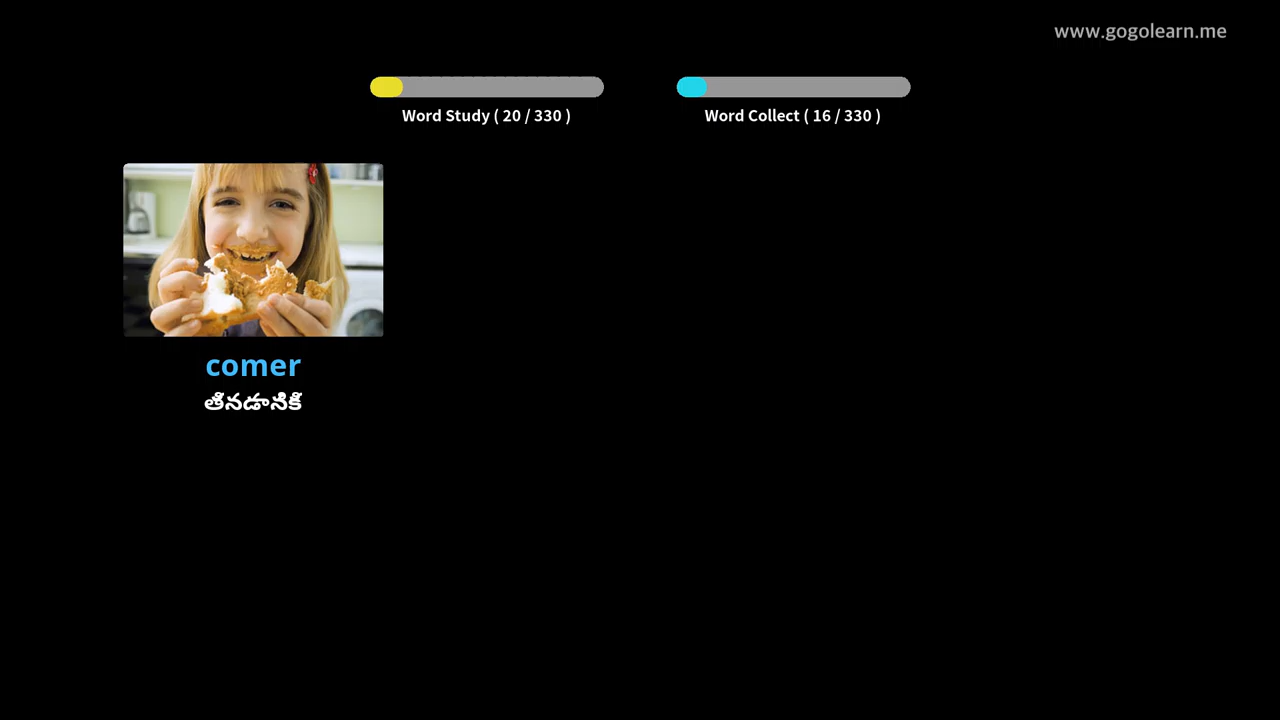 www.gogolearn.me
Word Study ( 20 / 330 )
Word Collect ( 16 / 330 )
comer
తినడానికి